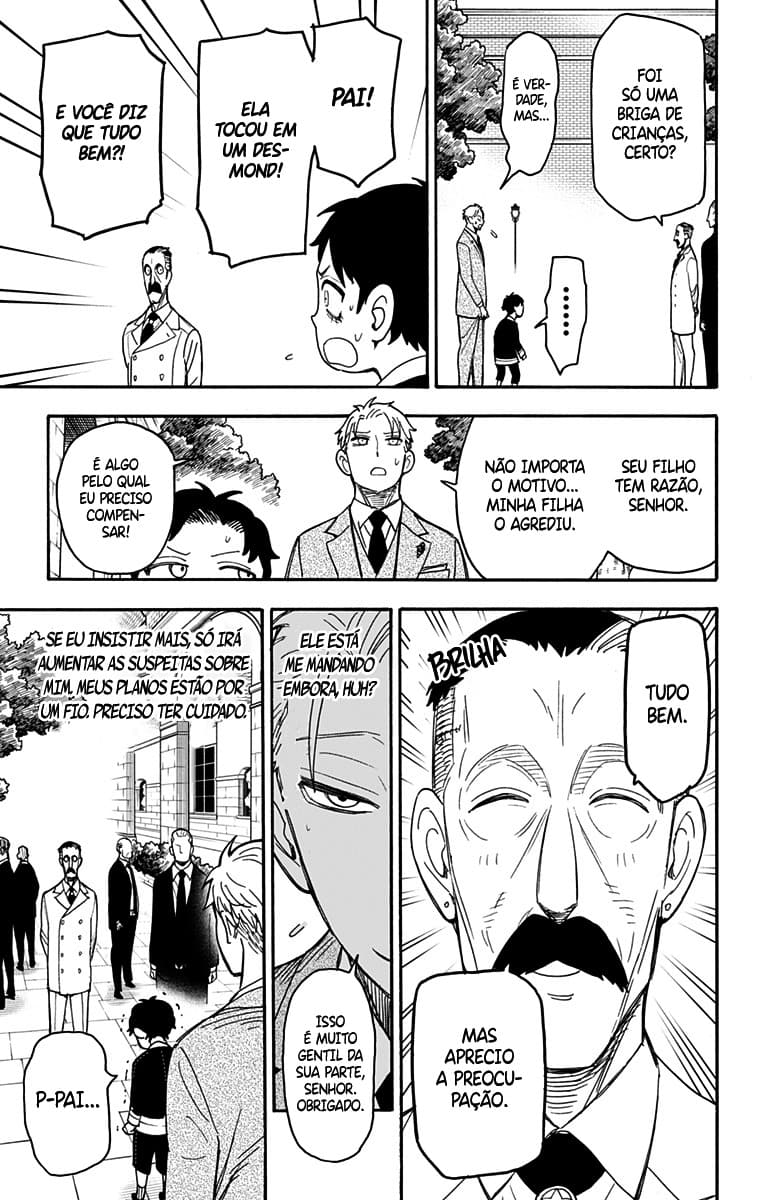 FOI
SÓ UMA
BRIGA DE
CRIANÇAS,
CERTO?
É VER-
DADE,
MAS...
.....
PAI!
ELA
TOCOU EM
UM DES-
MOND!
E VOCÊ DIZ
QUE TUDO
BEM?!
SEU FILHO
TEM RAZÃO,
SENHOR.
NÃO IMPORTA
O MOTIVO...
MINHA FILHA
O AGREDIU.
É ALGO
PELO QUAL
EU PRECISO
COMPEN-
SAR!
TUDO
BEM.
BRILHA
MAS
APRECIO
A PREOCU-
PAÇÃO.
ELE ESTÁ
ME MANDANDO
EMBORA, HUH?
ISSO
É MUITO
GENTIL DA
SUA PARTE,
SENHOR.
OBRIGADO.
SE EU INSISTIR MAIS, SÓ IRÁ
AUMENTAR AS SUSPEITAS SOBRE
MIM. MEUS PLANOS ESTÃO POR
UM FIO. PRECISO TER CUIDADO.
P-PAI...